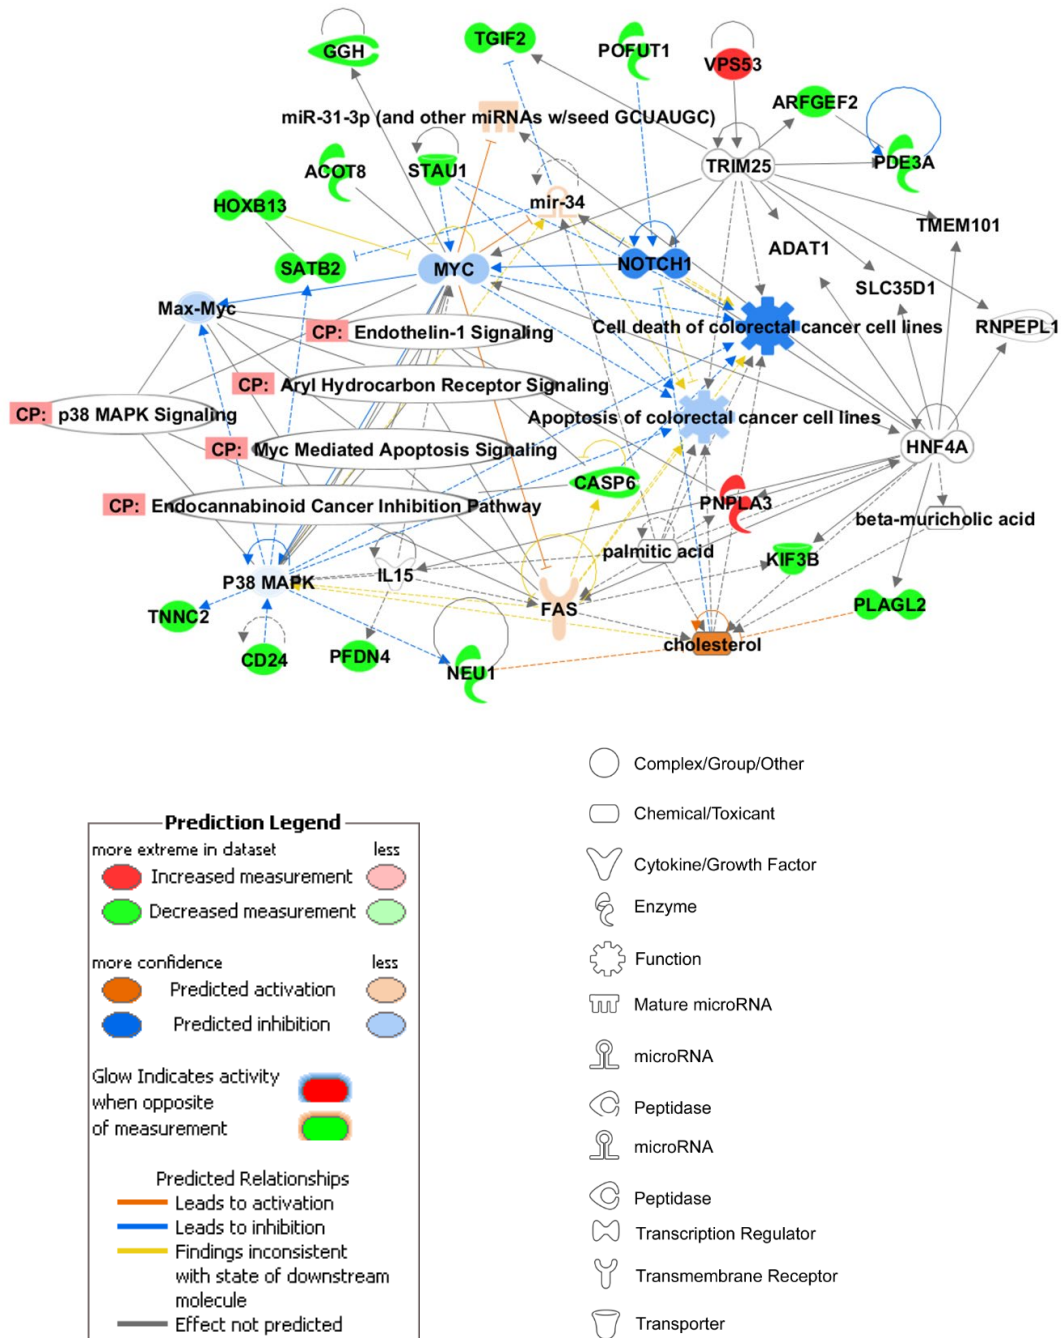 GGH
TGIF2
POFUT1
VPS53
ARFGEF2
miR-31-3p (and other miRNAs w/seed GCUAUGC)
ACOT8
STAU1
TRIM25
PDE3A
HOXB13
mir-34
TMEM101
ADAT1
SATB2
MYC
NOTCH1
SLC35D1
Max-Myc
Cell death of colorectal cancer cell lines
RNPEPL1
CP: Endothelin-1 Signaling
CP: Aryl Hydrocarbon Receptor Signaling
CP: p38 MAPK Signaling
Apoptosis of colorectal cancer cell lines
CP: Myc Mediated Apoptosis Signaling
HNF4A
CASP6
CP: Endocannabinoid Cancer Inhibition Pathway
PNPLA3
beta-muricholic acid
palmitic acid
KIF3B
P38 MAPK
IL15
FAS
PLAGL2
TNNC2
CD24
PFDN4
NEU1
cholesterol
Prediction Legend
more extreme in dataset less
Increased measurement
Decreased measurement
more confidence less
Predicted activation
Predicted inhibition
Glow Indicates activity
when opposite
of measurement
Predicted Relationships
Leads to activation
Leads to inhibition
Findings inconsistent
with state of downstream
molecule
Effect not predicted
Complex/Group/Other
Chemical/Toxicant
Cytokine/Growth Factor
Enzyme
Function
Mature microRNA
microRNA
Peptidase
microRNA
Peptidase
Transcription Regulator
Transmembrane Receptor
Transporter